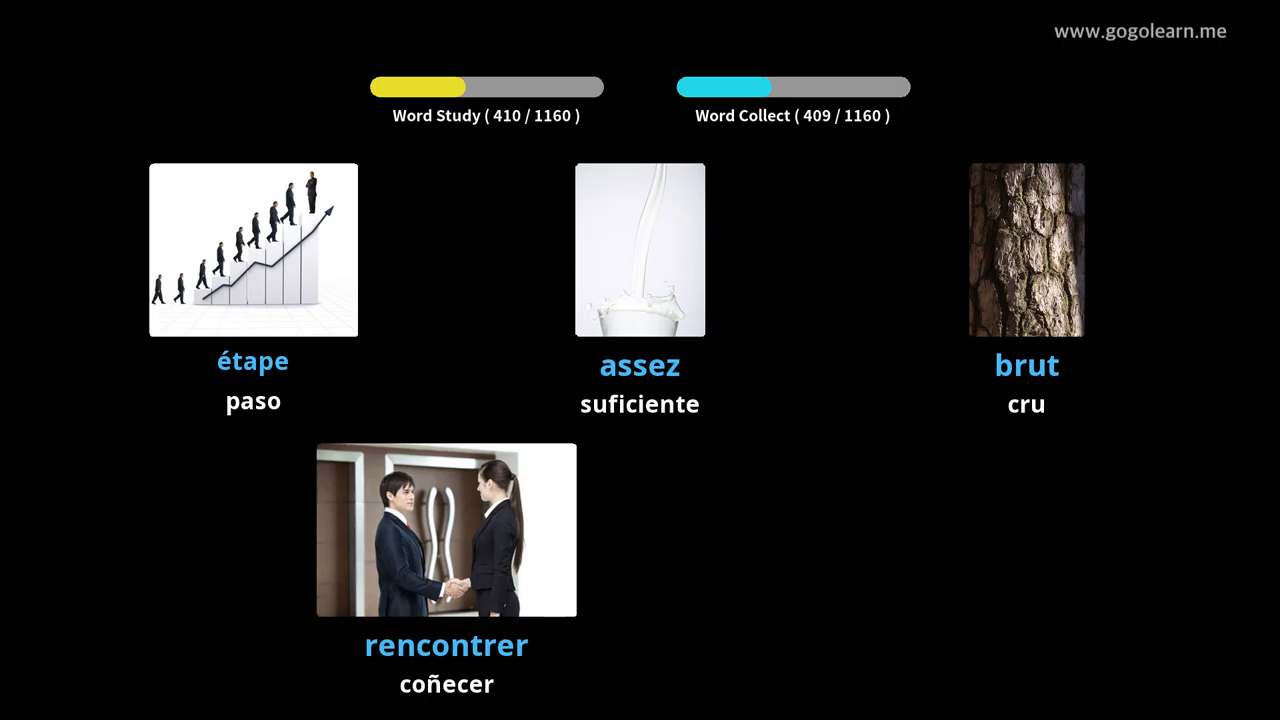 www.gogolearn.me
Word Study ( 410 / 1160 )
Word Collect ( 409 / 1160 )
étape
paso
assez
suficiente
brut
cru
rencontrer
coñecer